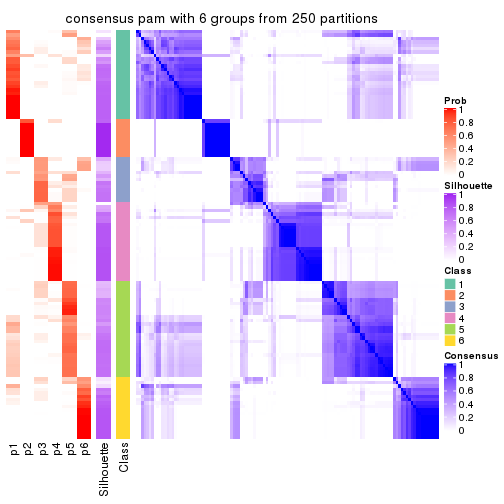 consensus pam with 6 groups from 250 partitions
Prob
1
0.8
0.6
0.4
0.2
0
Silhouette
1
0.8
0.6
0.4
0.2
0
Class
1
2
3
4
5
6
Consensus
1
0.8
0.6
0.4
0.2
0
p1
p2
p3
p4
p5
p6
Silhouette
Class